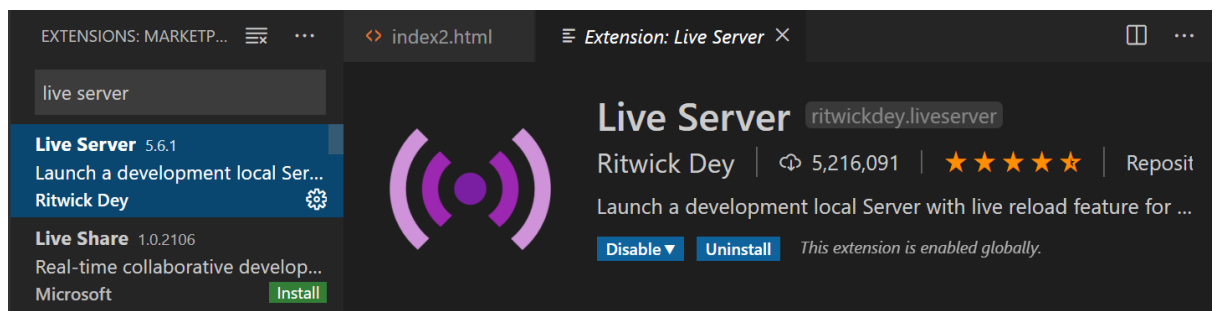 EXTENSIONS: MARKETP...
index2.html
Extension: Live Server
live server
Live Server 5.6.1
Launch a development local Ser...
Ritwick Dey
Live Share 1.0.2106
Real-time collaborative develop...
Microsoft
Install
Live Server ritwickdey.liveserver
Ritwick Dey 5,216,091 Reposit
Launch a development local Server with live reload feature for ...
Disable Uninstall This extension is enabled globally.